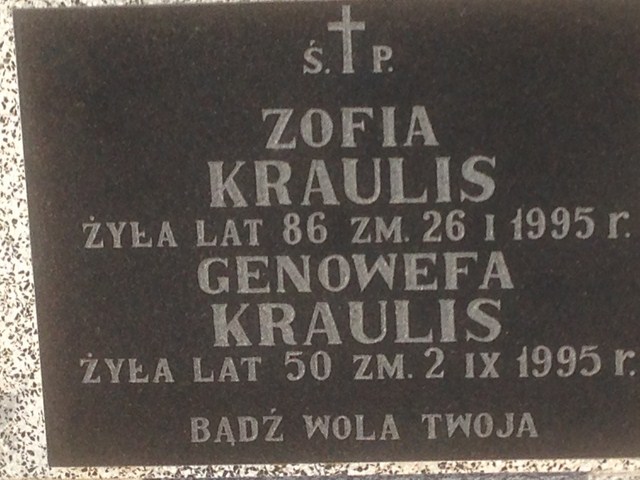 Ś. P.
ZOFIA
KRAULIS
ŻYŁA LAT 86 ZM. 26 I 1995 r.
GENOWEFA
KRAULIS
ŻYŁA LAT 50 ZM. 2 IX 1995 r.
BĄDŹ WOLA TWOJA